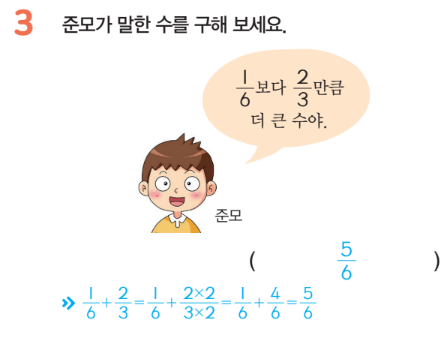 3 준모가 말한 수를 구해 보세요.
1/6보다 2/3만큼
더 큰 수야.
준모
( 5/6 )
» 1/6+2/3=1/6+2×2/3×2=1/6+4/6=5/6